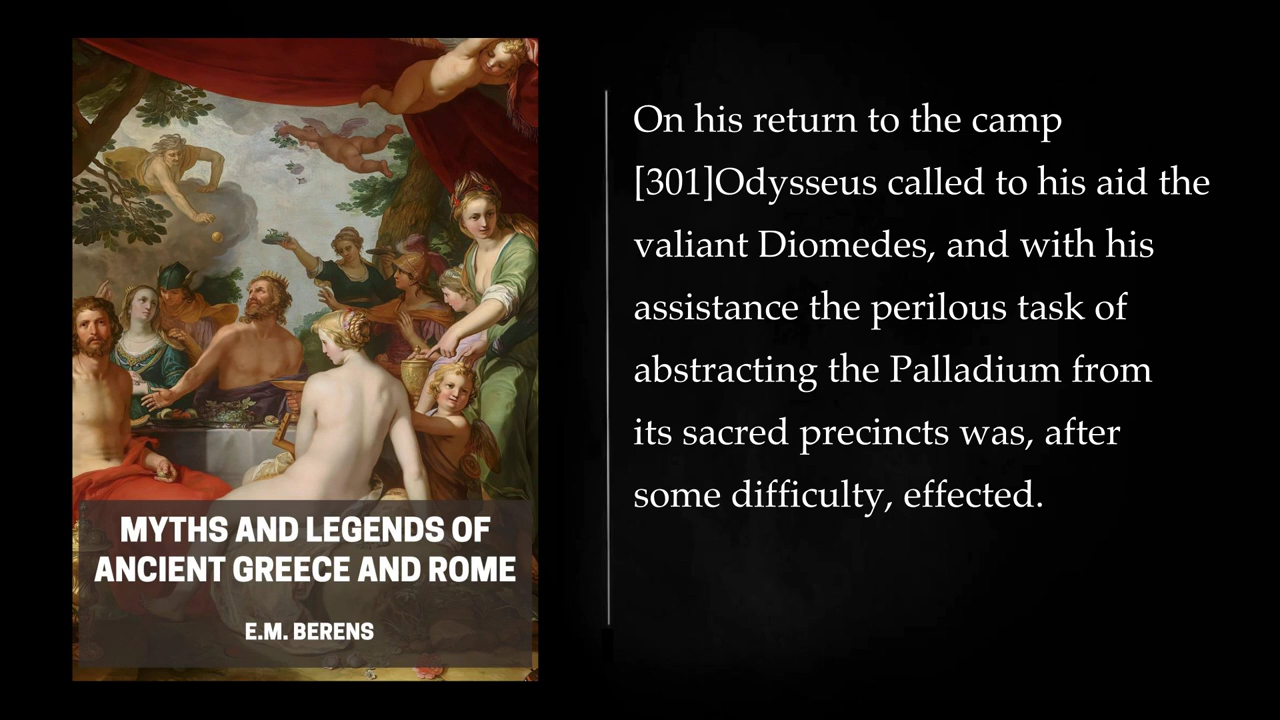 MYTHS AND LEGENDS OF
ANCIENT GREECE AND ROME
E.M. BERENS
On his return to the camp
[301]Odysseus called to his aid the
valiant Diomedes, and with his
assistance the perilous task of
abstracting the Palladium from
its sacred precincts was, after
some difficulty, effected.